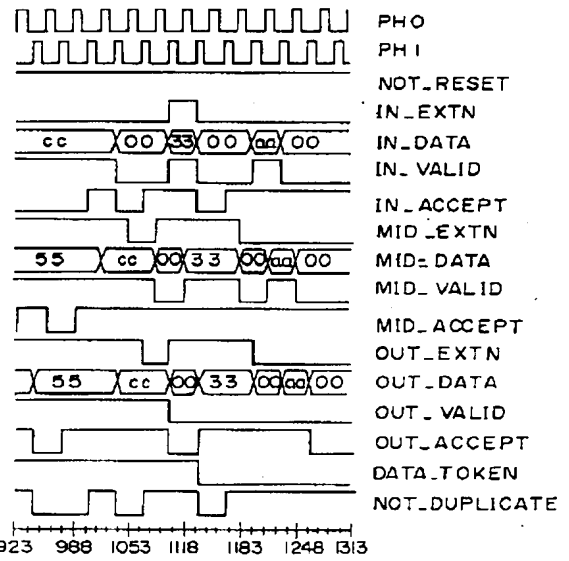 PH0
PH1
NOT_RESET
IN_EXTN
cc 00 33 00 aa 00 IN_DATA
IN_VALID
IN_ACCEPT
MID_EXTN
55 cc 00 33 00 aa 00 MID_DATA
MID_VALID
MID_ACCEPT
OUT_EXTN
55 cc 00 33 00 aa 00 OUT_DATA
OUT_VALID
OUT_ACCEPT
DATA_TOKEN
NOT_DUPLICATE
923 988 1053 1118 1183 1248 1313